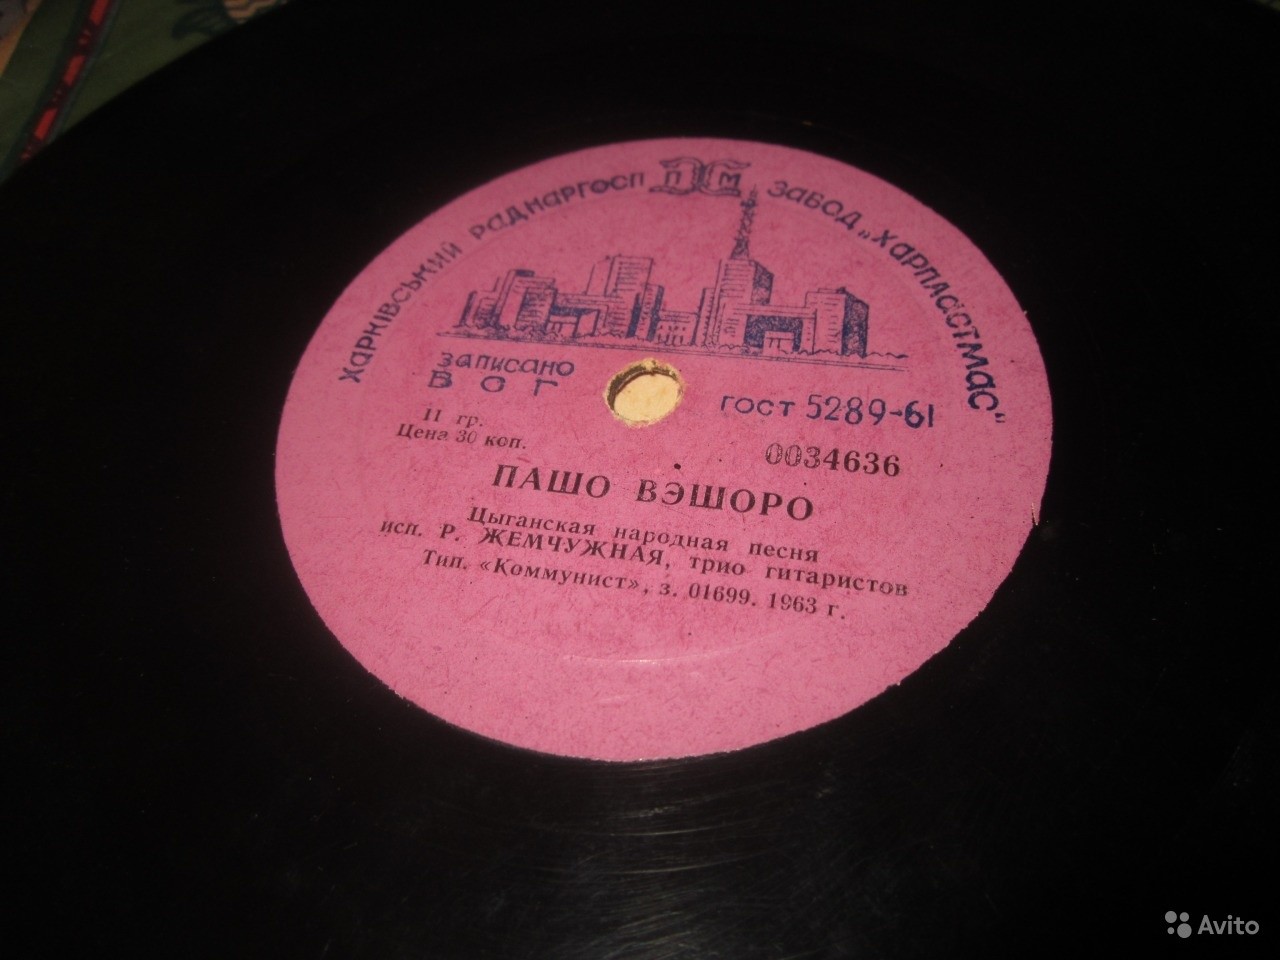 ХАРКІВСЬКИЙ РАДНАРГОСП ПМ ЗАВОД „ХАРПЛАСТМАС"
записано
ВСГ
ГОСТ 5289-61
II гр.
Цена 30 коп.
0034636
ПАШО ВЭШОРО
Цыганская народная песня
исп. Р. ЖЕМЧУЖНАЯ, трио гитаристов
Тип. «Коммунист», з. 01699. 1963 г.
Avito